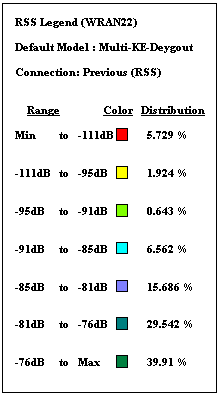 RSS Legend (WRAN22)
Default Model : Multi-KE-Deygout
Connection: Previous (RSS)
Range Color Distribution
Min to -111dB 5.729 %
-111dB to -95dB 1.924 %
-95dB to -91dB 0.643 %
-91dB to -85dB 6.562 %
-85dB to -81dB 15.686 %
-81dB to -76dB 29.542 %
-76dB to Max 39.91 %